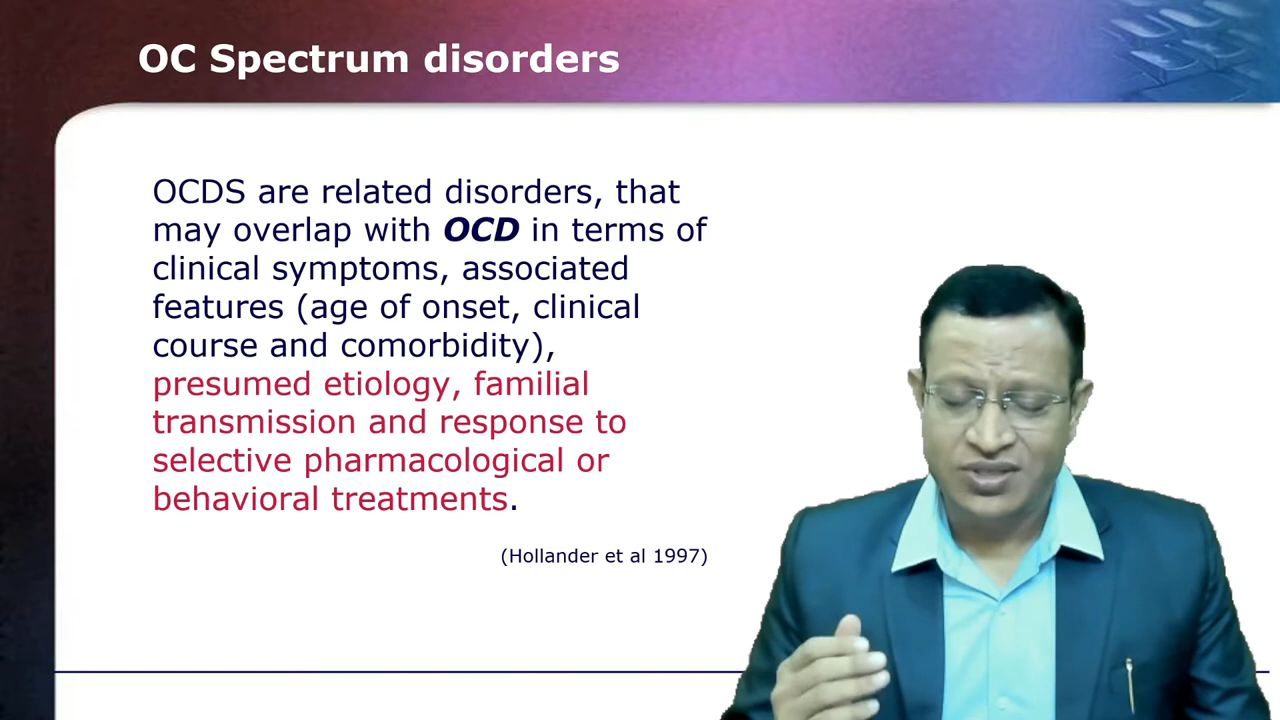 OC Spectrum disorders
OCDS are related disorders, that
may overlap with OCD in terms of
clinical symptoms, associated
features (age of onset, clinical
course and comorbidity),
presumed etiology, familial
transmission and response to
selective pharmacological or
behavioral treatments.
(Hollander et al 1997)